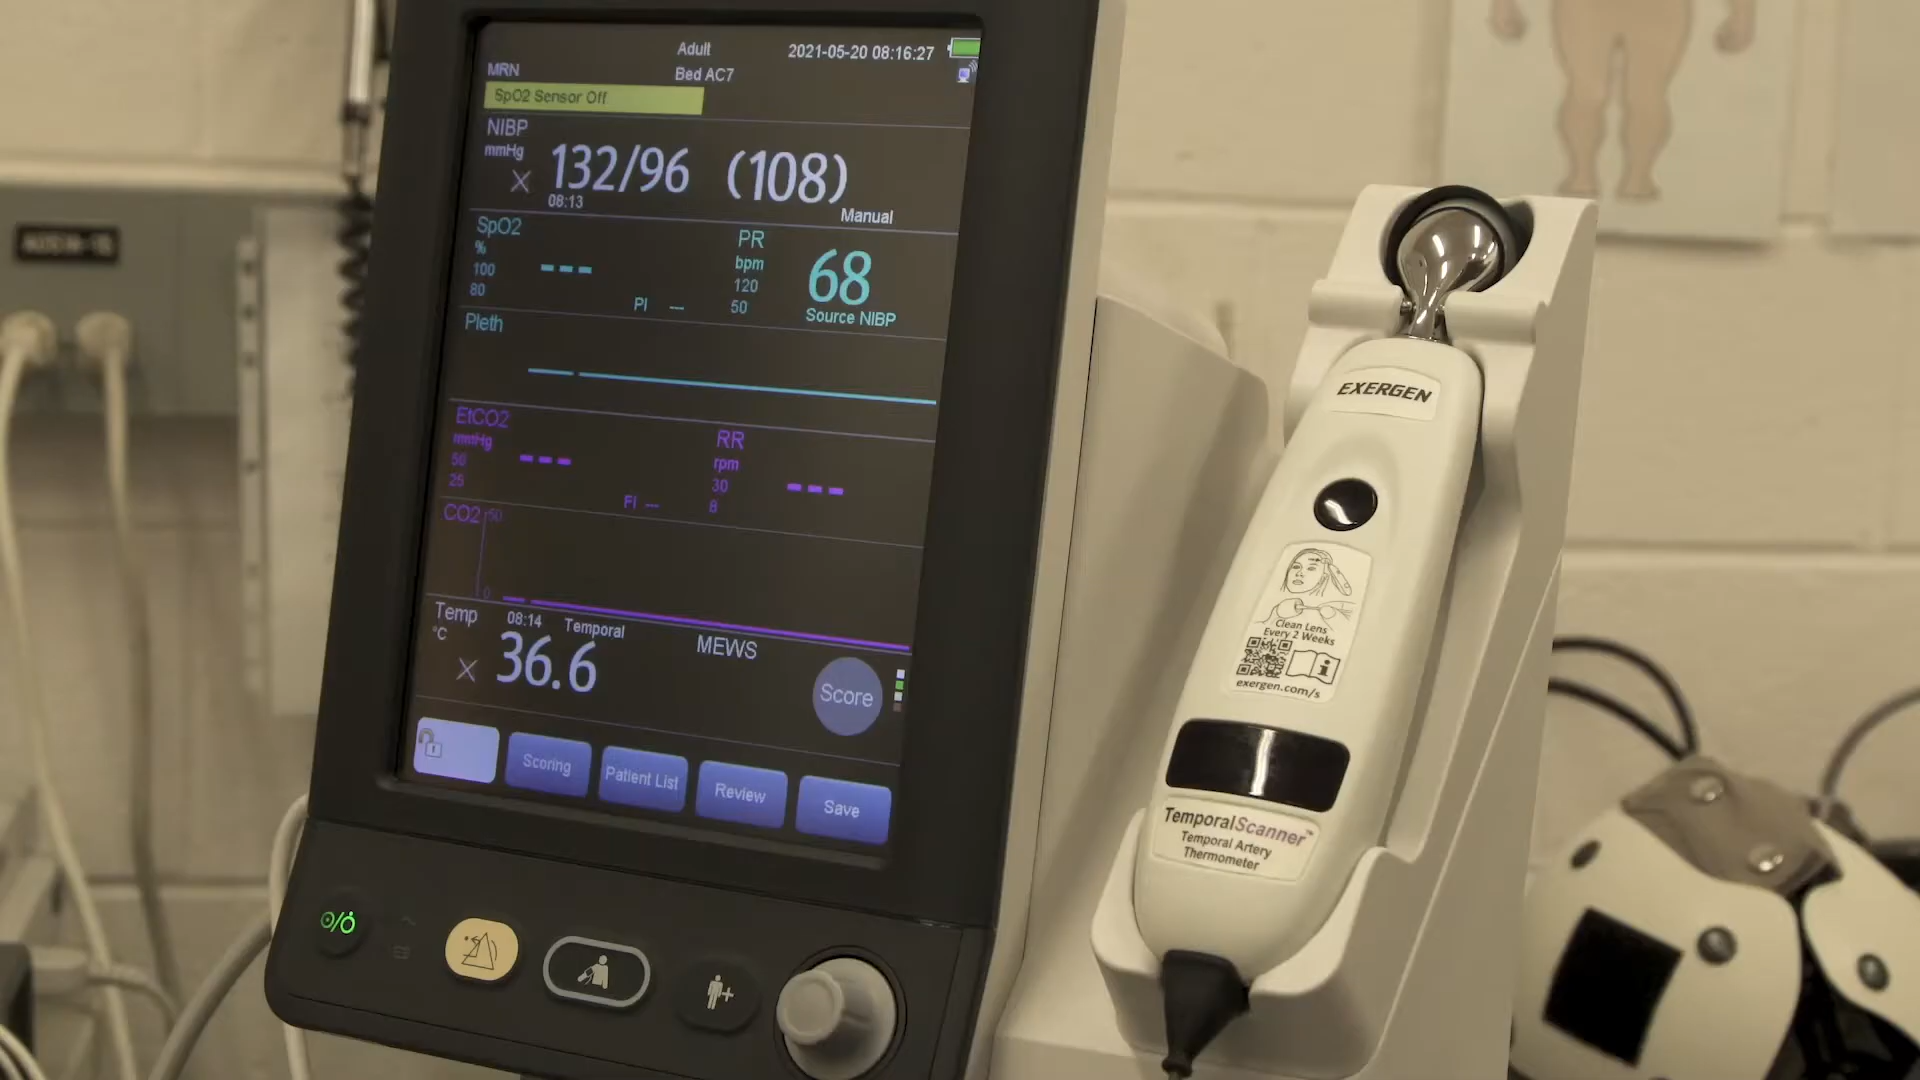 Adult
2021-05-20 08:16:27
MRN
Bed AC7
SpO2 Sensor Off
NIBP
mmHg
132/96 (108)
08:13
Manual
SpO2
%
100
80
---
PI ---
PR
bpm
120
50
68
Source NIBP
Pleth
EtCO2
mmHg
50
25
---
FI ---
RR
rpm
30
8
---
CO2
50
0
Temp
°C
08:14
Temporal
36.6
MEWS
Score
Scoring
Patient List
Review
Save
EXERGEN
Clean Lens
Every 2 Weeks
exergen.com/s
TemporalScanner™
Temporal Artery
Thermometer